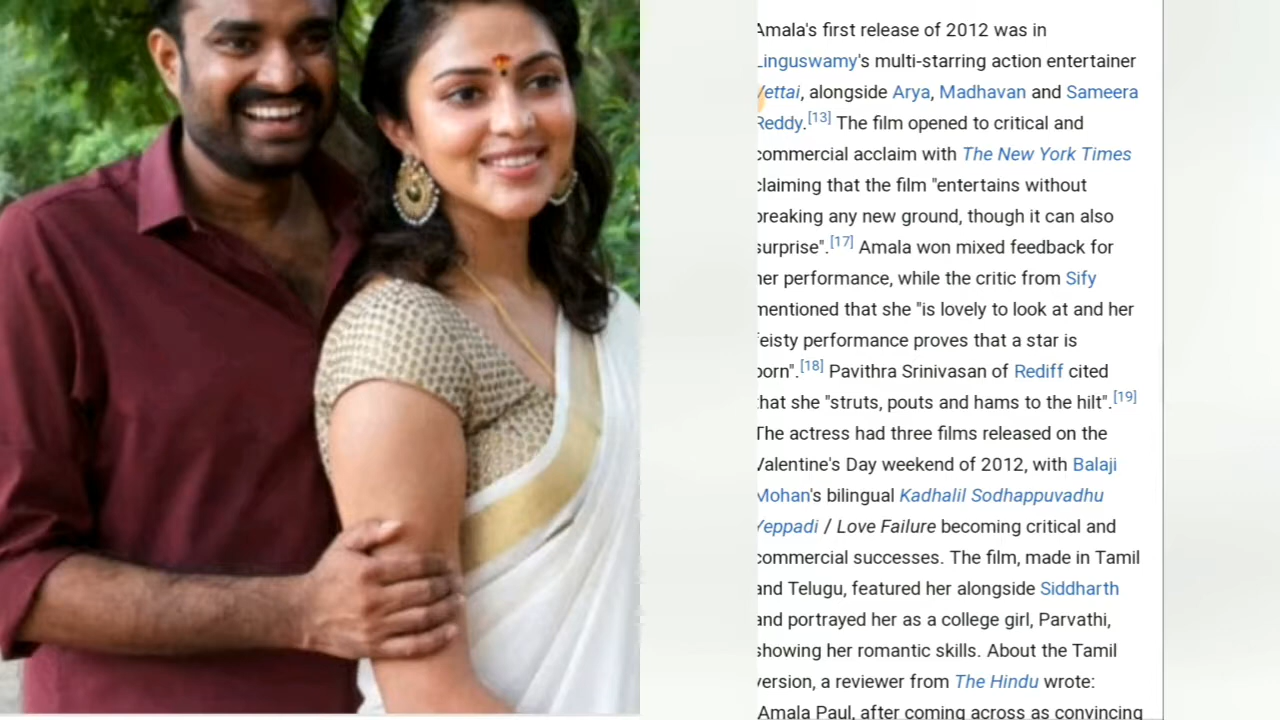 Amala's first release of 2012 was in
Linguswamy's multi-starring action entertainer
Vettai, alongside Arya, Madhavan and Sameera
Reddy.[13] The film opened to critical and
commercial acclaim with The New York Times
claiming that the film "entertains without
breaking any new ground, though it can also
surprise".[17] Amala won mixed feedback for
her performance, while the critic from Sify
mentioned that she "is lovely to look at and her
feisty performance proves that a star is
born".[18] Pavithra Srinivasan of Rediff cited
that she "struts, pouts and hams to the hilt".[19]
The actress had three films released on the
Valentine's Day weekend of 2012, with Balaji
Mohan's bilingual Kadhalil Sodhappuvadhu
Yeppadi / Love Failure becoming critical and
commercial successes. The film, made in Tamil
and Telugu, featured her alongside Siddharth
and portrayed her as a college girl, Parvathi,
showing her romantic skills. About the Tamil
version, a reviewer from The Hindu wrote:
Amala Paul, after coming across as convincing